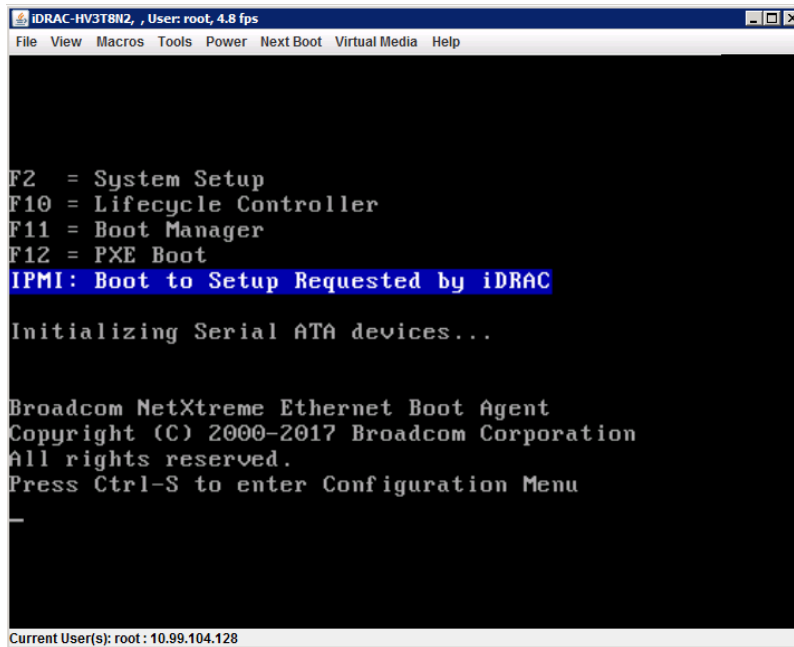 iDRAC-HV3T8N2, , User: root, 4.8 fps
File View Macros Tools Power Next Boot Virtual Media Help
F2 = System Setup
F10 = Lifecycle Controller
F11 = Boot Manager
F12 = PXE Boot
IPMI: Boot to Setup Requested by iDRAC
Initializing Serial ATA devices...
Broadcom NetXtreme Ethernet Boot Agent
Copyright (C) 2000-2017 Broadcom Corporation
All rights reserved.
Press Ctrl-S to enter Configuration Menu
Current User(s): root : 10.99.104.128